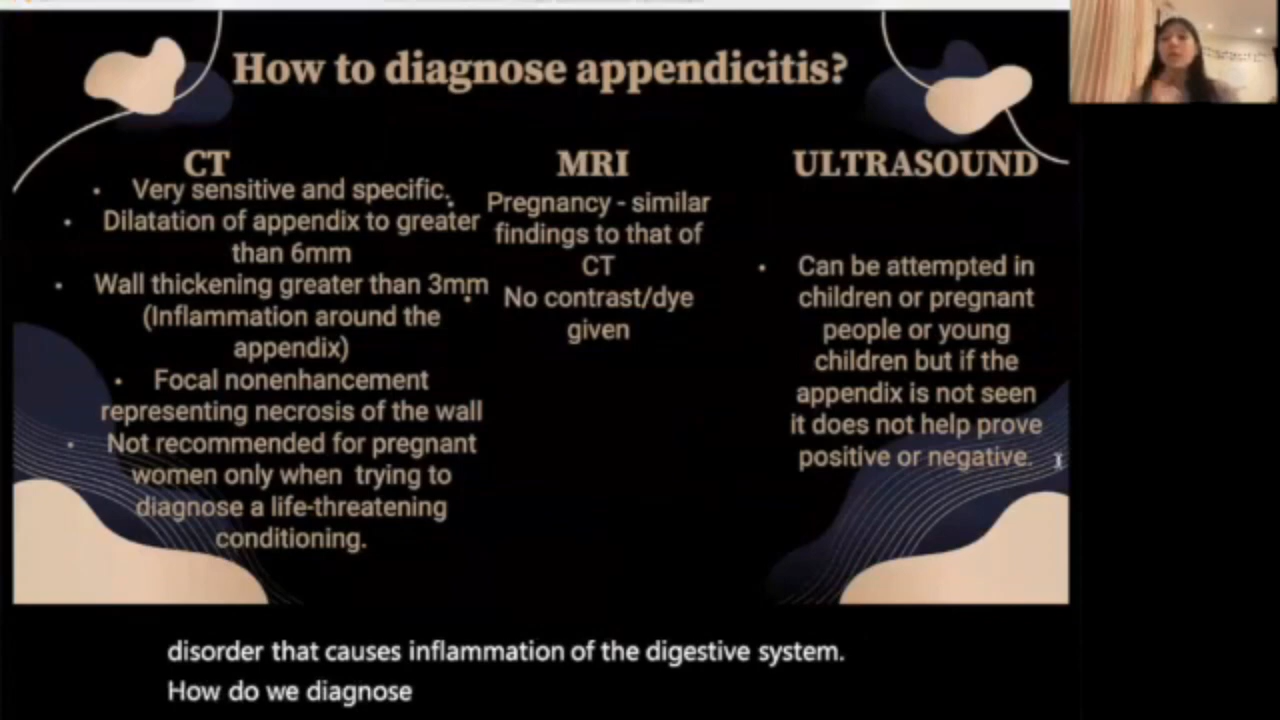 How to diagnose appendicitis?
CT
Very sensitive and specific.
Dilatation of appendix to greater
than 6mm
Wall thickening greater than 3mm
(Inflammation around the
appendix)
Focal nonenhancement
representing necrosis of the wall
Not recommended for pregnant
women only when trying to
diagnose a life-threatening
conditioning.
MRI
Pregnancy - similar
findings to that of
CT
No contrast/dye
given
ULTRASOUND
Can be attempted in
children or pregnant
people or young
children but if the
appendix is not seen
it does not help prove
positive or negative.
disorder that causes inflammation of the digestive system.
How do we diagnose